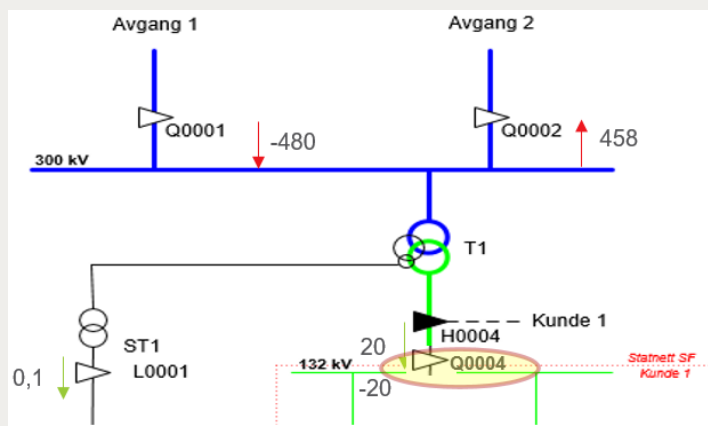 Avgang 1
Avgang 2
Q0001
-480
Q0002
458
300 kV
T1
Kunde 1
H0004
ST1
20
132 kV
Q0004
Statnett SF
Kunde 1
0,1
L0001
-20